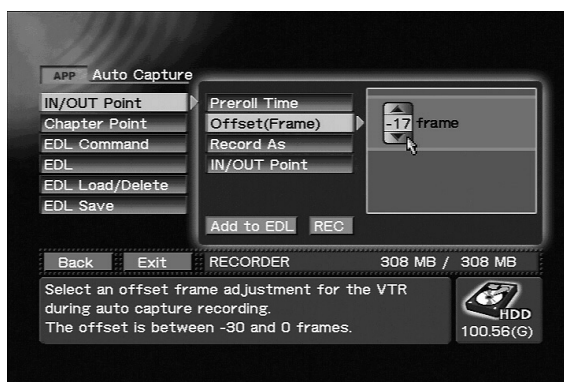 APP Auto Capture
IN/OUT Point
Chapter Point
EDL Command
EDL
EDL Load/Delete
EDL Save
Preroll Time
Offset(Frame)
Record As
IN/OUT Point
-17 frame
Add to EDL REC
Back Exit RECORDER 308 MB / 308 MB
Select an offset frame adjustment for the VTR
during auto capture recording.
The offset is between -30 and 0 frames.
HDD
100.56(G)